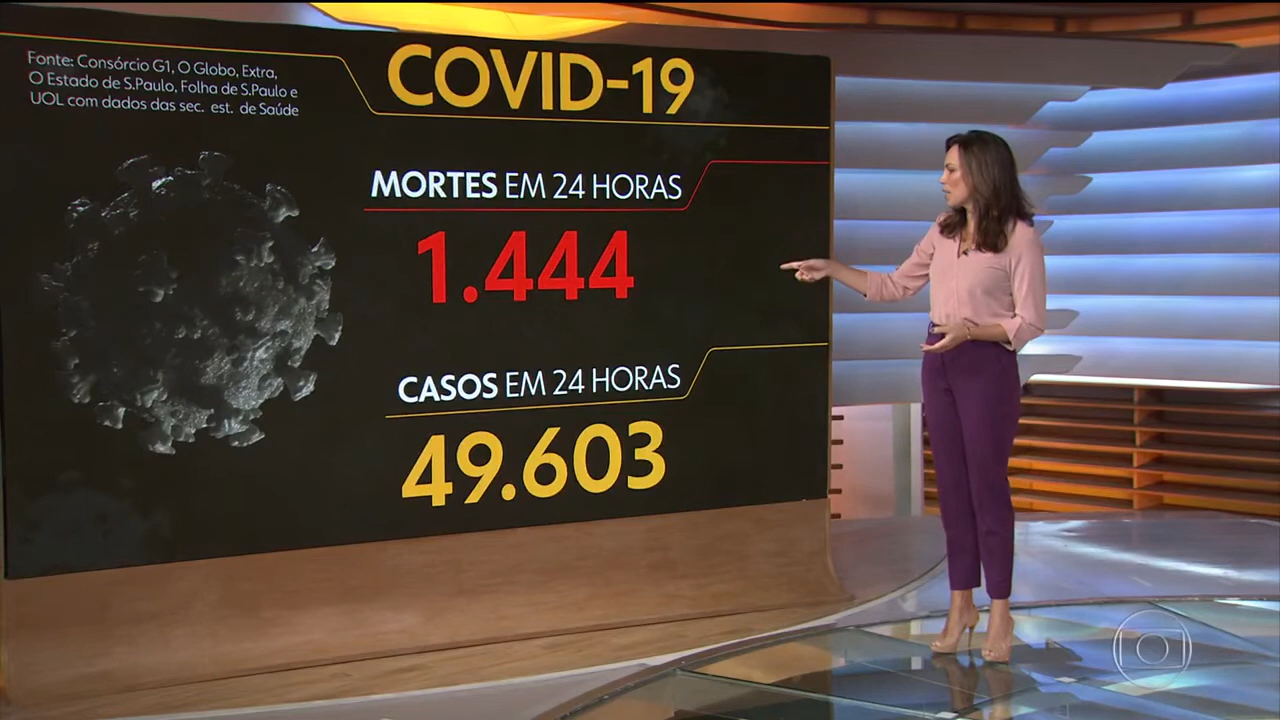 Fonte: Consórcio G1, O Globo, Extra,
O Estado de S.Paulo, Folha de S.Paulo e
UOL com dados das sec. est. de Saúde
COVID-19
MORTES EM 24 HORAS
1.444
CASOS EM 24 HORAS
49.603